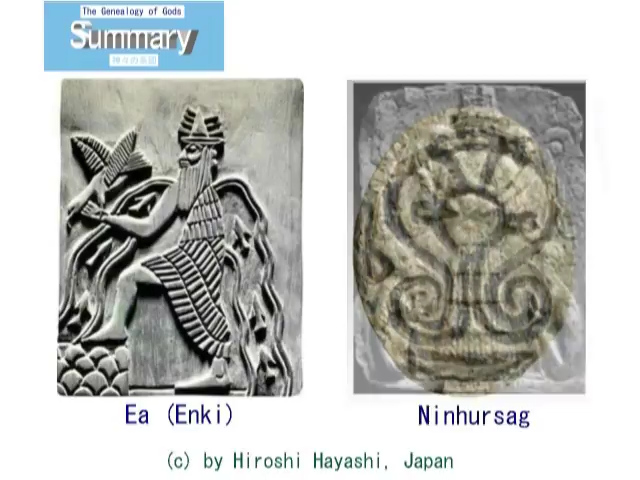 The Genealogy of Gods
Summary
神々の系図
Ea (Enki)
Ninhursag
(c) by Hiroshi Hayashi, Japan